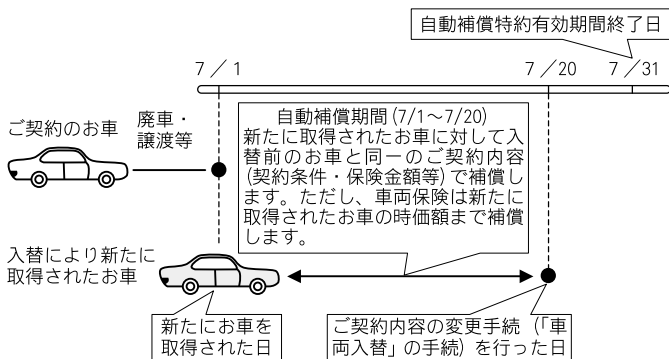 自動補償特約有効期間終了日
7/1
7/20
7/31
ご契約のお車
廃車・
譲渡等
自動補償期間(7/1～7/20)
新たに取得されたお車に対して入
替前のお車と同一のご契約内容
(契約条件・保険金額等)で補償し
ます。ただし、車両保険は新たに
取得されたお車の時価額まで補償
します。
入替により新たに
取得されたお車
新たにお車を
取得された日
ご契約内容の変更手続(「車
両入替」の手続)を行った日